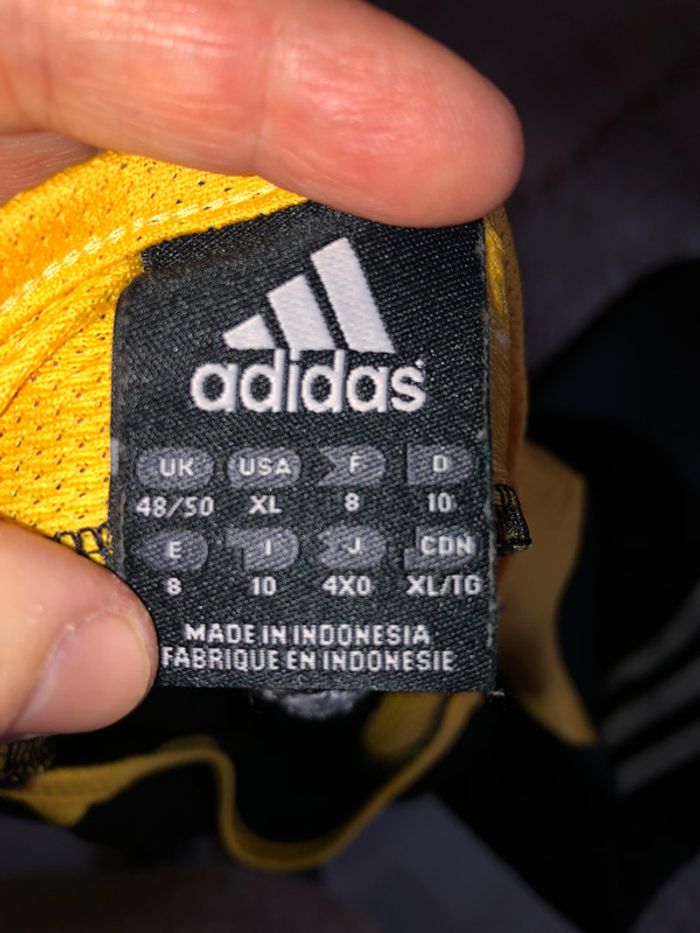 adidas
UK USA F D
48/50 XL 8 10
E I J CDN
8 10 4XO XL/TG
MADE IN INDONESIA
FABRIQUE EN INDONESIE